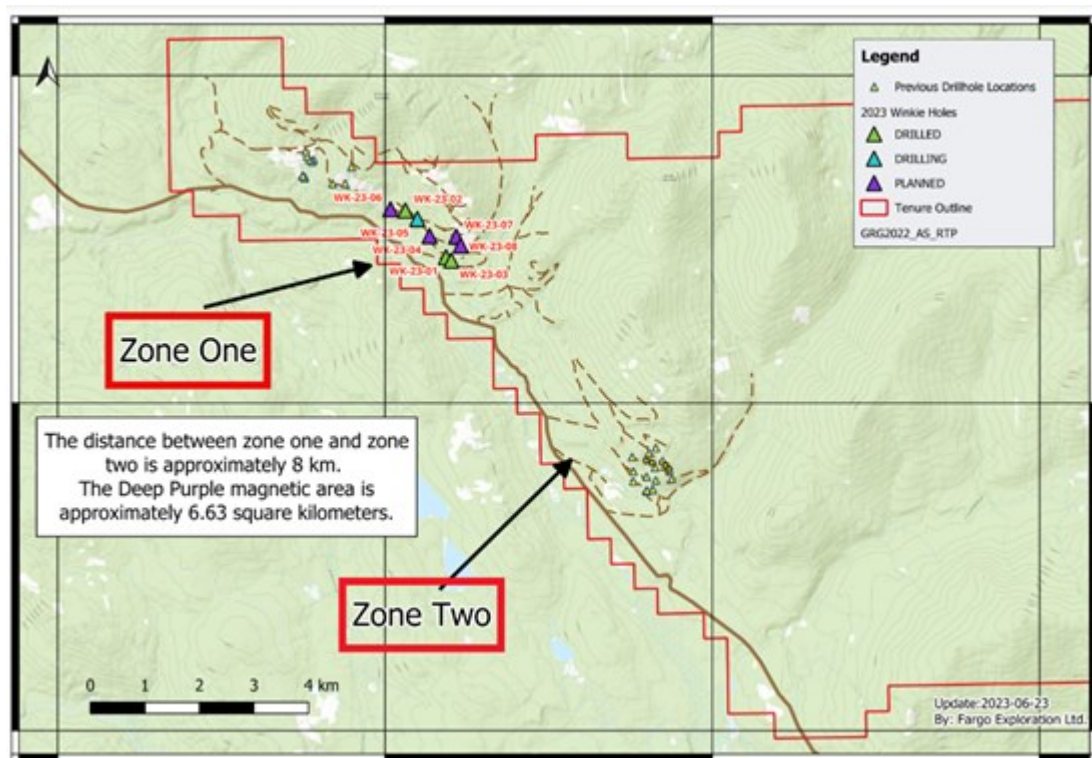 Legend
Previous Drillhole Locations
2023 Winkie Holes
DRILLED
DRILLING
PLANNED
Tenure Outline
GRG2022_AS_RTP
WK-23-06
WK-23-02
WK-23-05
WK-23-07
WK-23-04
WK-23-08
WK-23-01
WK-23-03
Zone One
The distance between zone one and zone
two is approximately 8 km.
The Deep Purple magnetic area is
approximately 6.63 square kilometers.
Zone Two
0 1 2 3 4 km
Update:2023-06-23
By: Fargo Exploration Ltd.